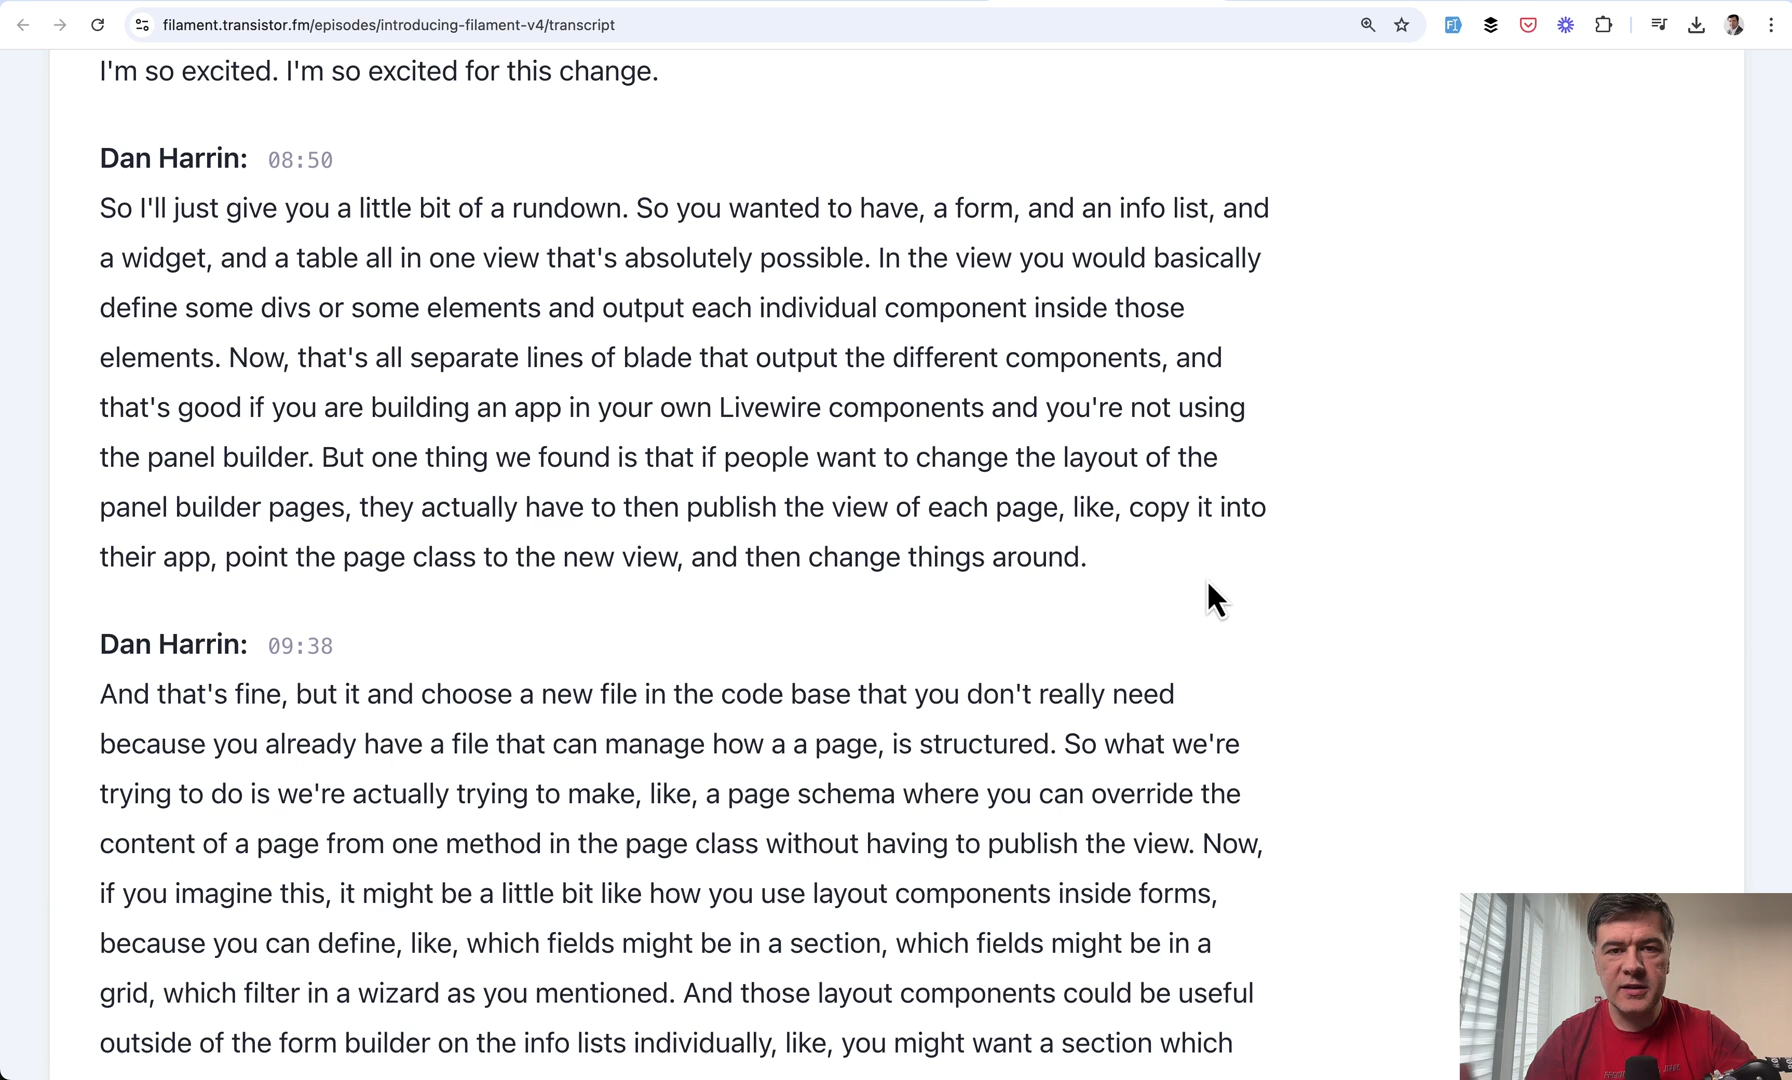 filament.transistor.fm/episodes/introducing-filament-v4/transcript
I'm so excited. I'm so excited for this change.
Dan Harrin: 08:50
So I'll just give you a little bit of a rundown. So you wanted to have, a form, and an info list, and
a widget, and a table all in one view that's absolutely possible. In the view you would basically
define some divs or some elements and output each individual component inside those
elements. Now, that's all separate lines of blade that output the different components, and
that's good if you are building an app in your own Livewire components and you're not using
the panel builder. But one thing we found is that if people want to change the layout of the
panel builder pages, they actually have to then publish the view of each page, like, copy it into
their app, point the page class to the new view, and then change things around.
Dan Harrin: 09:38
And that's fine, but it and choose a new file in the code base that you don't really need
because you already have a file that can manage how a a page, is structured. So what we're
trying to do is we're actually trying to make, like, a page schema where you can override the
content of a page from one method in the page class without having to publish the view. Now,
if you imagine this, it might be a little bit like how you use layout components inside forms,
because you can define, like, which fields might be in a section, which fields might be in a
grid, which filter in a wizard as you mentioned. And those layout components could be useful
outside of the form builder on the info lists individually, like, you might want a section which